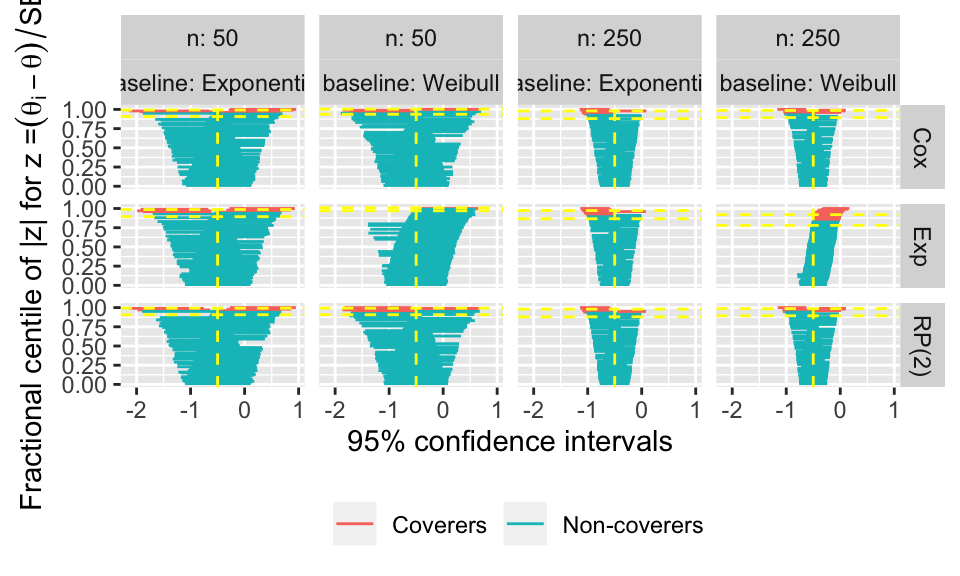 n: 50 n: 50 n: 250 n: 250
aseline: Exponenti baseline: Weibull aseline: Exponenti baseline: Weibull
Fractional centile of |z| for z =(θi − θ)/SE
1.00
0.75
0.50
0.25
0.00
Cox
1.00
0.75
0.50
0.25
0.00
Exp
1.00
0.75
0.50
0.25
0.00
RP(2)
-2 -1 0 1 -2 -1 0 1 -2 -1 0 1 -2 -1 0 1
95% confidence intervals
Coverers Non-coverers